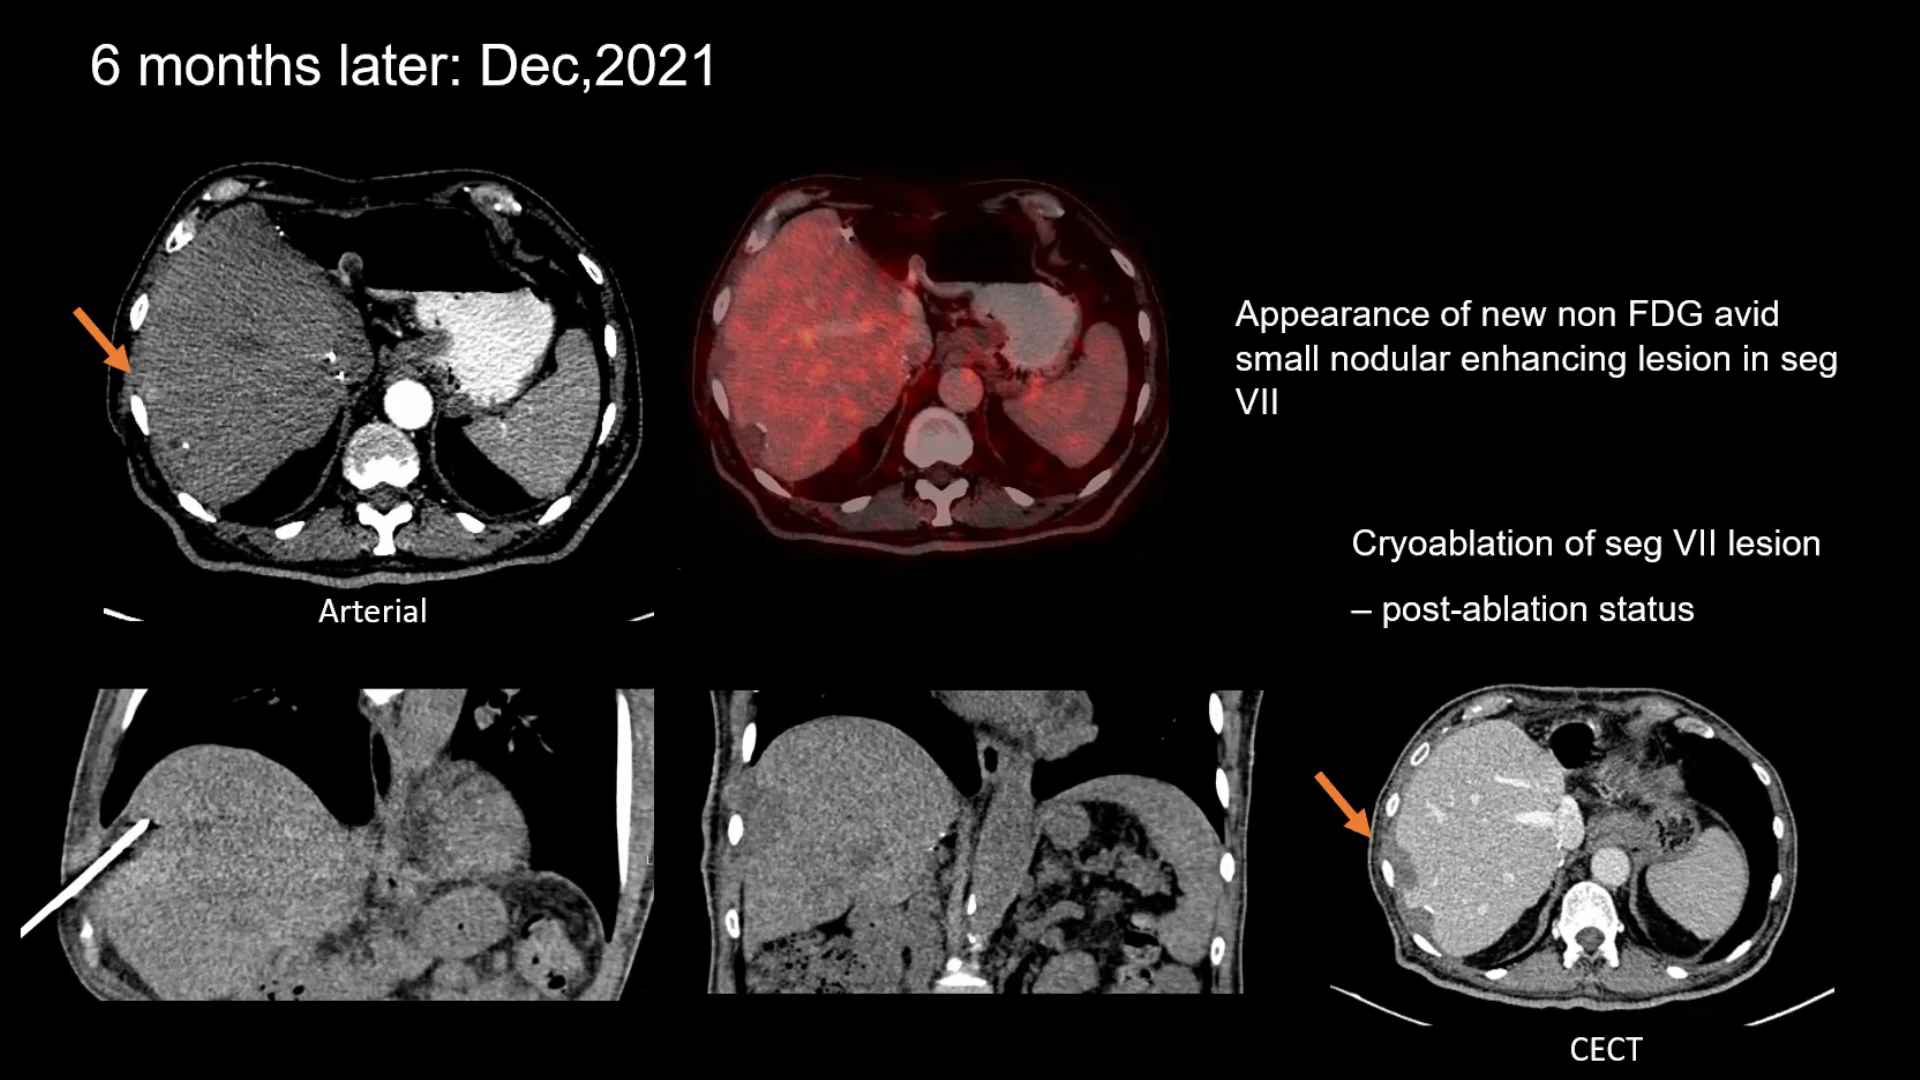 6 months later: Dec,2021
Appearance of new non FDG avid
small nodular enhancing lesion in seg
VII
Cryoablation of seg VII lesion
– post-ablation status
Arterial
L
CECT